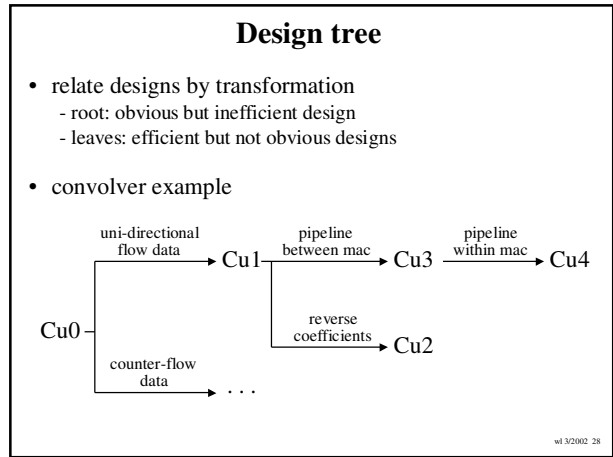 Design tree
• relate designs by transformation
- root: obvious but inefficient design
- leaves: efficient but not obvious designs
• convolver example
uni-directional
flow data
pipeline
between mac
pipeline
within mac
Cu1
Cu3
Cu4
Cu0
reverse
coefficients
Cu2
counter-flow
data
. . .
wl 3/2002 28